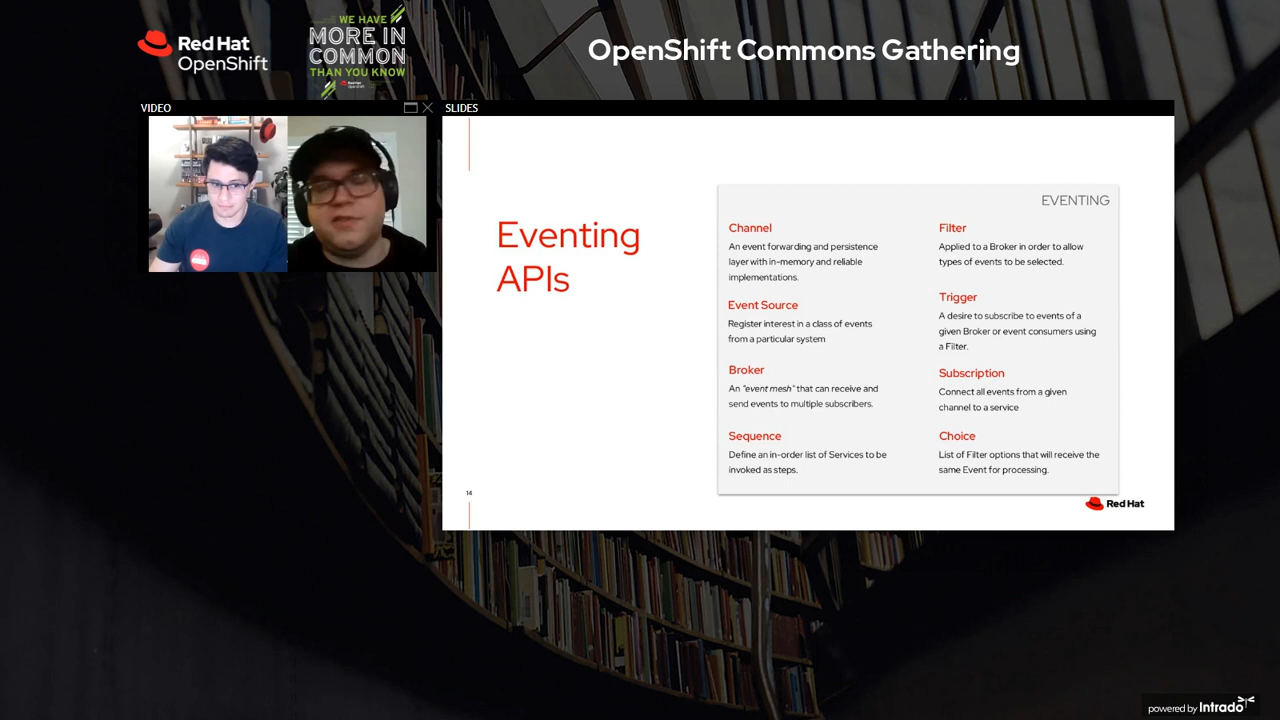 Red Hat
OpenShift
WE HAVE
MORE IN
COMMON
THAN YOU KNOW
OpenShift Commons Gathering
VIDEO
SLIDES
Eventing
APIs
EVENTING
Channel
An event forwarding and persistence
layer with in-memory and reliable
implementations.
Event Source
Register interest in a class of events
from a particular system
Broker
An "event mesh" that can receive and
send events to multiple subscribers.
Sequence
Define an in-order list of Services to be
invoked as steps.
Filter
Applied to a Broker in order to allow
types of events to be selected.
Trigger
A desire to subscribe to events of a
given Broker or event consumers using
a Filter.
Subscription
Connect all events from a given
channel to a service
Choice
List of Filter options that will receive the
same Event for processing.
14
Red Hat
powered by Intrado